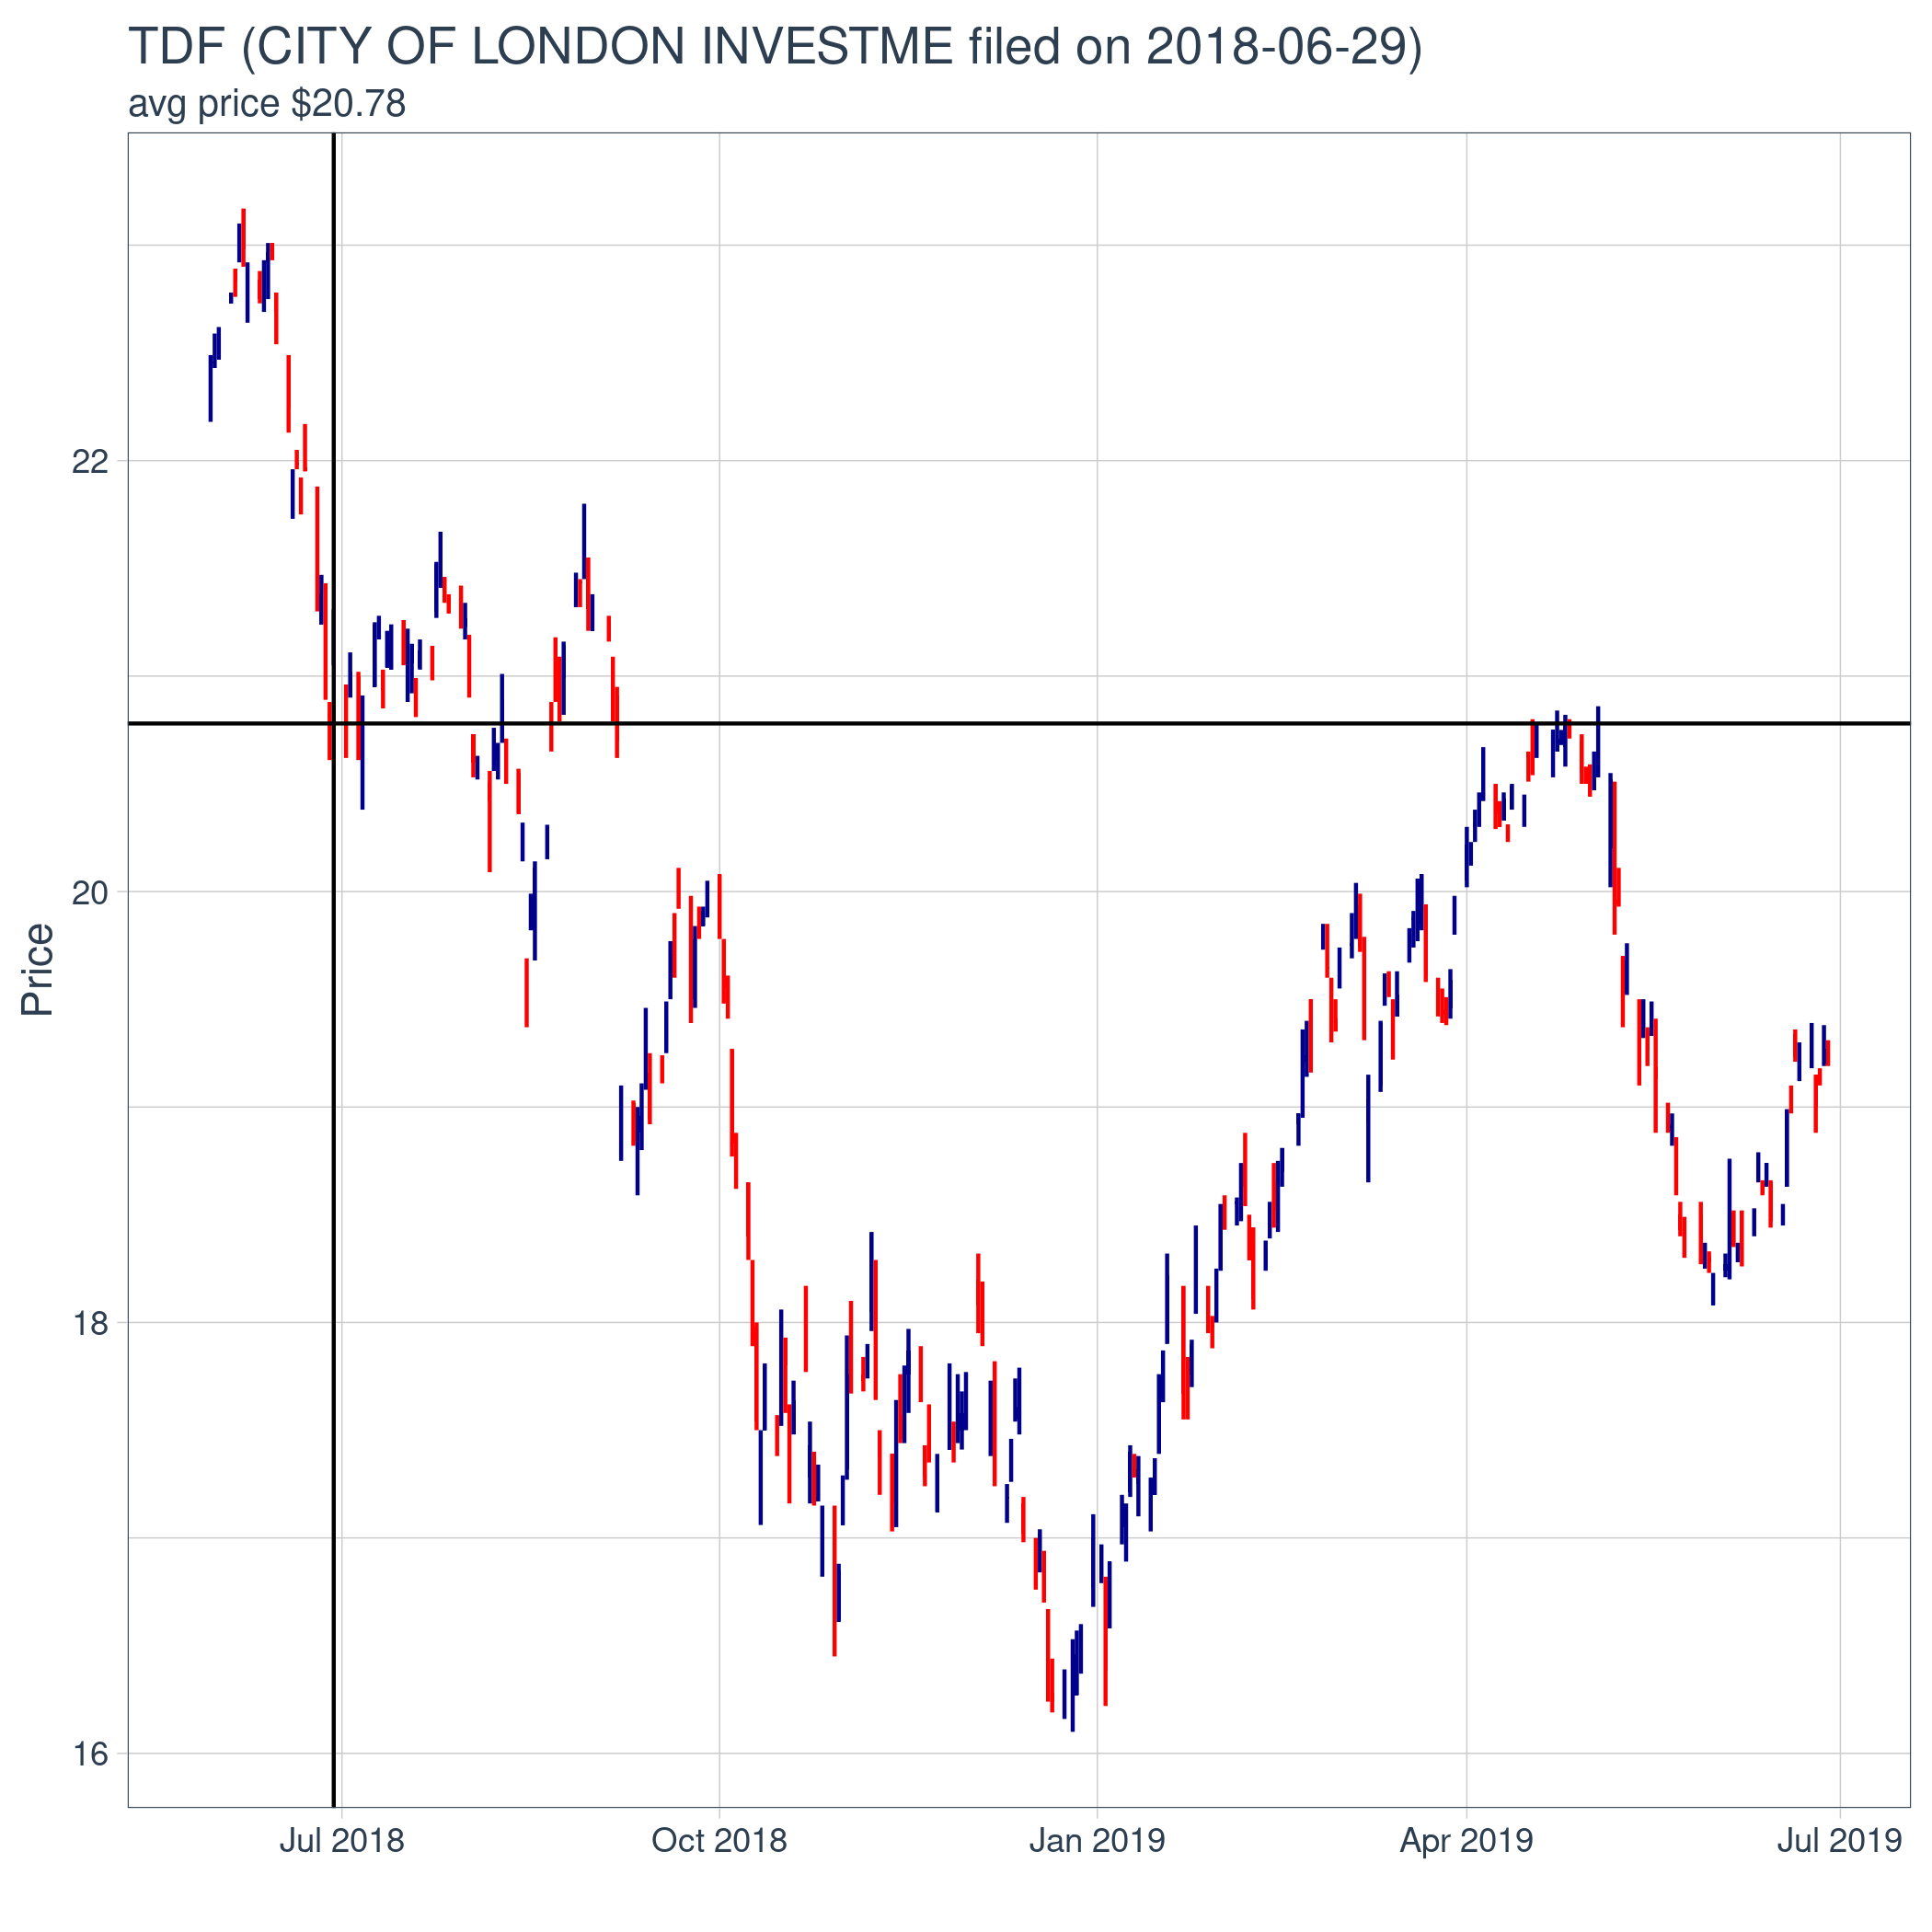 TDF (CITY OF LONDON INVESTME filed on 2018-06-29)
avg price $20.78
22
20
18
16
Price
Jul 2018
Oct 2018
Jan 2019
Apr 2019
Jul 2019